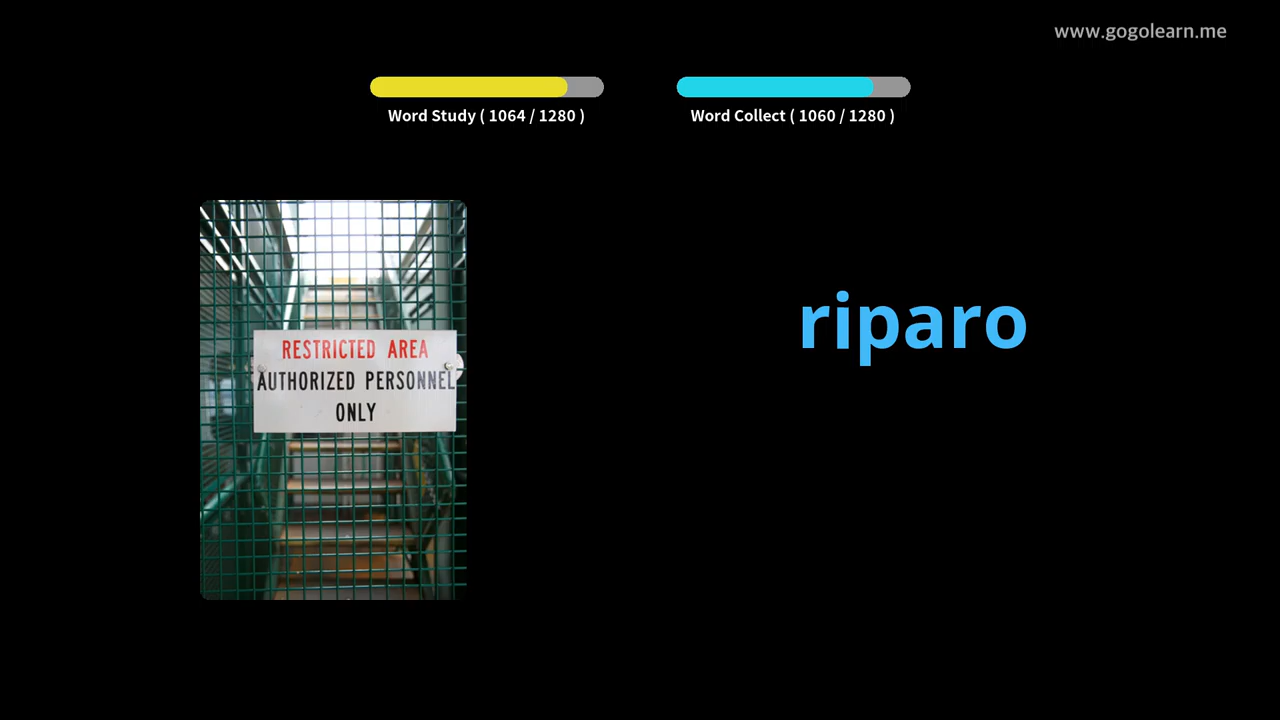 www.gogolearn.me
Word Study ( 1064 / 1280 )
Word Collect ( 1060 / 1280 )
RESTRICTED AREA
AUTHORIZED PERSONNEL
ONLY
riparo